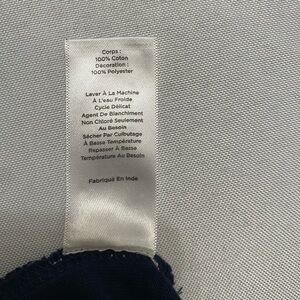 Corps :
100% Coton
Décoration :
100% Polyester
Laver À La Machine
À L'eau Froide
Cycle Délicat
Agent De Blanchiment
Non Chloré Seulement
Au Besoin
Sécher Par Culbutage
À Basse Température
Repasser À Basse
Température Au Besoin
Fabriqué En Inde